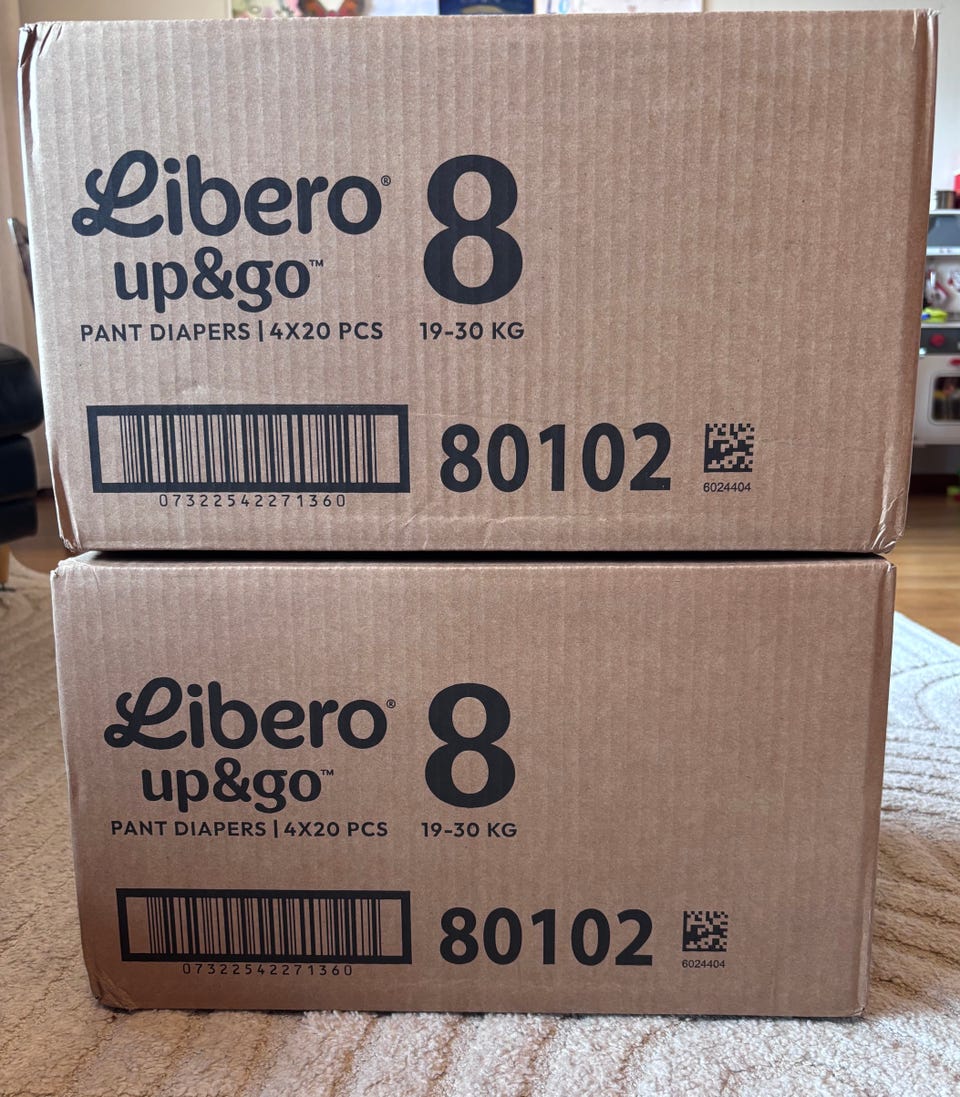 Libero® 8
up&go™
PANT DIAPERS | 4X20 PCS 19-30 KG
80102
07322542271360 6024404
Libero® 8
up&go™
PANT DIAPERS | 4X20 PCS 19-30 KG
80102
07322542271360 6024404